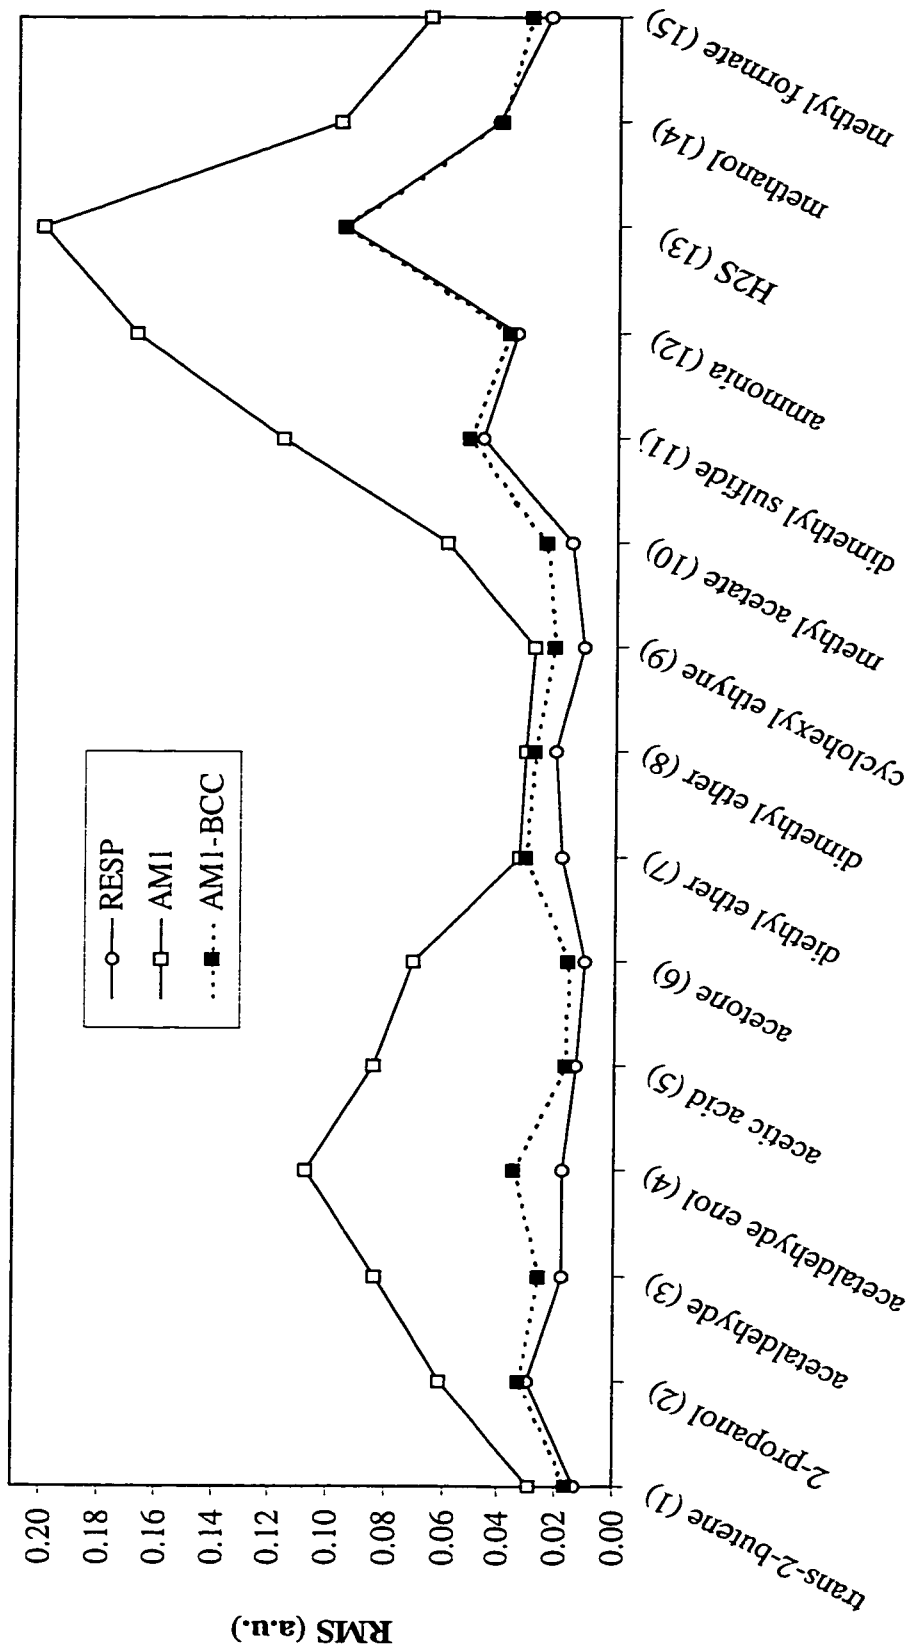 RESP
AM1
AM1-BCC
RMS (a.u.)
0.20
0.18
0.16
0.14
0.12
0.10
0.08
0.06
0.04
0.02
0.00
trans-2-butene (1)
2-propanol (2)
acetaldehyde (3)
acetaldehyde enol (4)
acetic acid (5)
acetone (6)
diethyl ether (7)
dimethyl ether (8)
cyclohexyl ethyne (9)
methyl acetate (10)
dimethyl sulfide (11)
ammonia (12)
H2S (13)
methanol (14)
methyl formate (15)